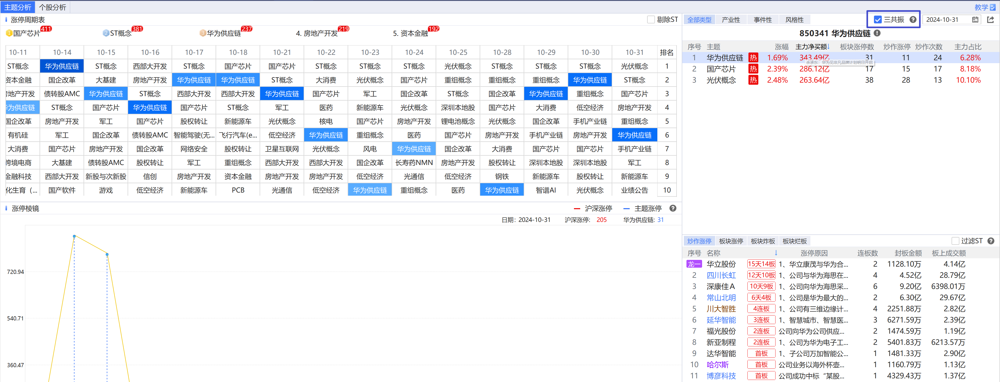 主题分析 个股分析 教学
涨停周期表 剔除ST
1国产芯片411 2ST概念381 3华为供应链237 4. 房地产开发219 5. 资本金融192
10-11 10-14 10-15 10-16 10-17 10-18 10-21 10-22 10-23 10-24 10-25 10-28 10-29 10-30 10-31 排名
ST概念 华为供应链 ST概念 西部大开发 ST概念 国产芯片 国产芯片 ST概念 ST概念 ST概念 光伏概念 ST概念 ST概念 ST概念 光伏概念 1
资本金融 国企改革 大基建 房地产开发 华为供应链 华为供应链 ST概念 大消费 光伏概念 国产芯片 重组概念 重组概念 重组概念 华为供应链 ST概念 2
房地产开发 债转股AMC 华为供应链 ST概念 西部大开发 西部大开发 华为供应链 国产芯片 军工 国企改革 ST概念 国企改革 华为供应链 重组概念 国产芯片 3
华为供应链 ST概念 国产芯片 华为供应链 国产芯片 ST概念 军工 医药 新能源车 光伏概念 深圳本地股 国产芯片 大消费 低空经济 房地产开发 4
国企改革 房地产开发 军工 国产芯片 股权转让 新能源车 光伏概念 核电 国产芯片 房地产开发 锂电池概念 光伏概念 国企改革 手机产业链 重组概念 5
有机硅 军工 国企改革 债转股AMC 智能驾驶(无... 飞行汽车(e... 低空经济 华为供应链 重组概念 医药 国产芯片 房地产开发 手机产业链 房地产开发 华为供应链 6
大消费 国产芯片 房地产开发 国企改革 网络安全 股权转让 卫星互联网 光伏概念 风电 华为供应链 国企改革 大消费 国产芯片 国产芯片 手机产业链 7
跨境电商 大基建 债转股AMC 股权转让 军工 重组概念 西部大开发 西部大开发 国企改革 长寿药NMN 房地产开发 股权转让 深圳本地股 深圳本地股 军工 8
金融科技 西部大开发 新股与次新股 信创 房地产开发 资本金融 房地产开发 房地产开发 低空经济 光通信 低空经济 钢铁 新能源车 股权转让 新能源车 9
化生育（... 国产软件 游戏 低空经济 新能源车 PCB 光通信 低空经济 华为供应链 重组概念 医药 华为供应链 智谱AI 光伏概念 业绩公告 10
涨停棱镜 沪深涨停 主题涨停
日期: 2024-10-31 沪深涨停: 205 华为供应链: 31
720.94
540.71
360.47
全部类型 产业性 事件性 风格性 三共振 2024-10-31
850341 华为供应链
序号 主题 涨幅 主力净买额↓ 板块涨停数 炒作涨停 炒作次数 主力占比
1 华为供应链 热 1.69% 343.49亿 31 11 24 6.28%
余承东：华为见非凡品牌计划明日开启
2 国产芯片 热 2.39% 286.12亿 17 15 17 8.18%
3 光伏概念 热 2.48% 263.64亿 38 28 13 10.10%
炒作涨停 板块涨停 板块炸板 板块烂板 过滤ST
序号 名称 ↓ 涨停原因 连板数 封板金额 板上成交额
龙一 华立股份 15天14板 1、华立康茂与华为合... 2 1128.10万 4.14亿
2 四川长虹 12天10板 1、公司与华为海思在... 4 4.52亿 28.79亿
3 深康佳A 10天9板 1、公司向华为海思采... 6 9.20亿 6398.01万
4 常山北明 6天4板 1、公司是华为最大的... 2 6.30亿 29.67亿
5 川大智胜 4连板 1、公司有三维边缘计... 4 2251.88万 2.82亿
6 延华智能 3连板 1、智慧城市、智慧医... 3 6271.59万 2.39亿
7 福光股份 2连板 公司向华为公司供应... 2 1474.59万 1.19亿
8 新亚制程 2连板 1、公司为华为电子工... 2 5401.83万 6213.57万
9 达华智能 首板 1、子公司万加智能公... 1 1481.33万 2.90亿
10 哈尔斯 首板 公司业务以海外杯壶... 1 1160.79万 1.13亿
11 博彦科技 首板 公司成功中标“某股... 1 4329.43万 1.37亿